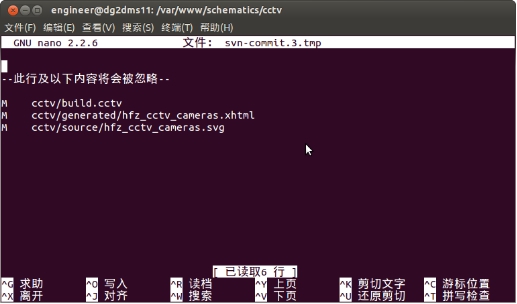 engineer@dg2dms11: /var/www/schematics/cctv
文件(F) 编辑(E) 查看(V) 搜索(S) 终端(T) 帮助(H)
GNU nano 2.2.6 文件: svn-commit.3.tmp
--此行及以下内容将会被忽略--
M cctv/build.cctv
M cctv/generated/hfz_cctv_cameras.xhtml
M cctv/source/hfz_cctv_cameras.svg
[ 已读取6 行 ]
^G 求助 ^O 写入 ^R 读档 ^Y 上页 ^K 剪切文字 ^C 游标位置
^X 离开 ^J 对齐 ^W 搜索 ^V 下页 ^U 还原剪切 ^T 拼写检查